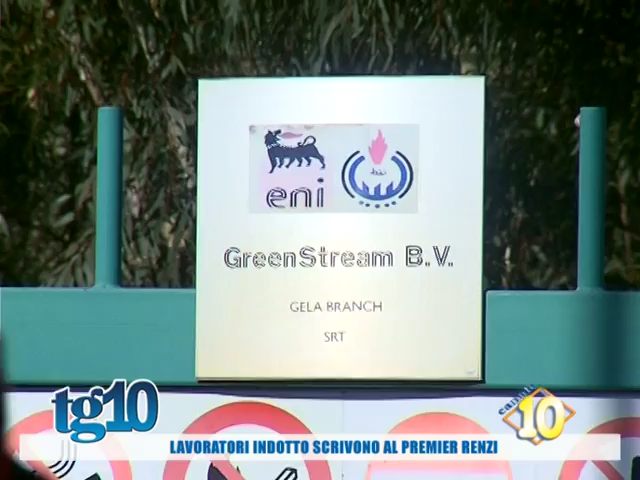 eni
GreenStream B.V.
GELA BRANCH
SRT
tg10
canale
10
LAVORATORI INDOTTO SCRIVONO AL PREMIER RENZI